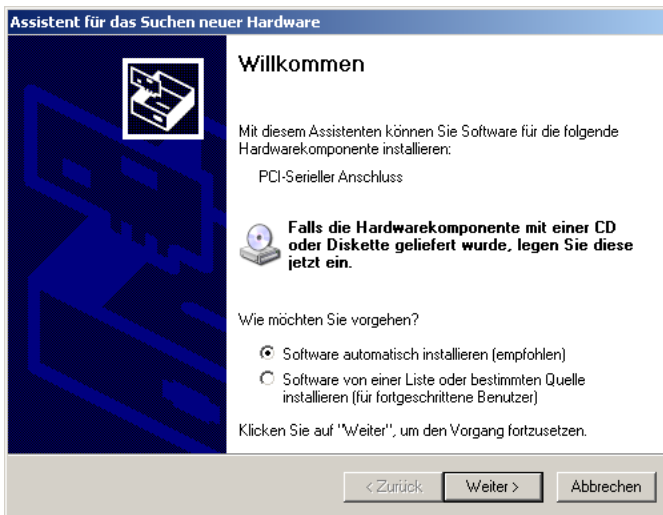 Assistent für das Suchen neuer Hardware
Willkommen
Mit diesem Assistenten können Sie Software für die folgende
Hardwarekomponente installieren:
PCI-Serieller Anschluss
Falls die Hardwarekomponente mit einer CD
oder Diskette geliefert wurde, legen Sie diese
jetzt ein.
Wie möchten Sie vorgehen?
Software automatisch installieren (empfohlen)
Software von einer Liste oder bestimmten Quelle
installieren (für fortgeschrittene Benutzer)
Klicken Sie auf "Weiter", um den Vorgang fortzusetzen.
< Zurück Weiter > Abbrechen